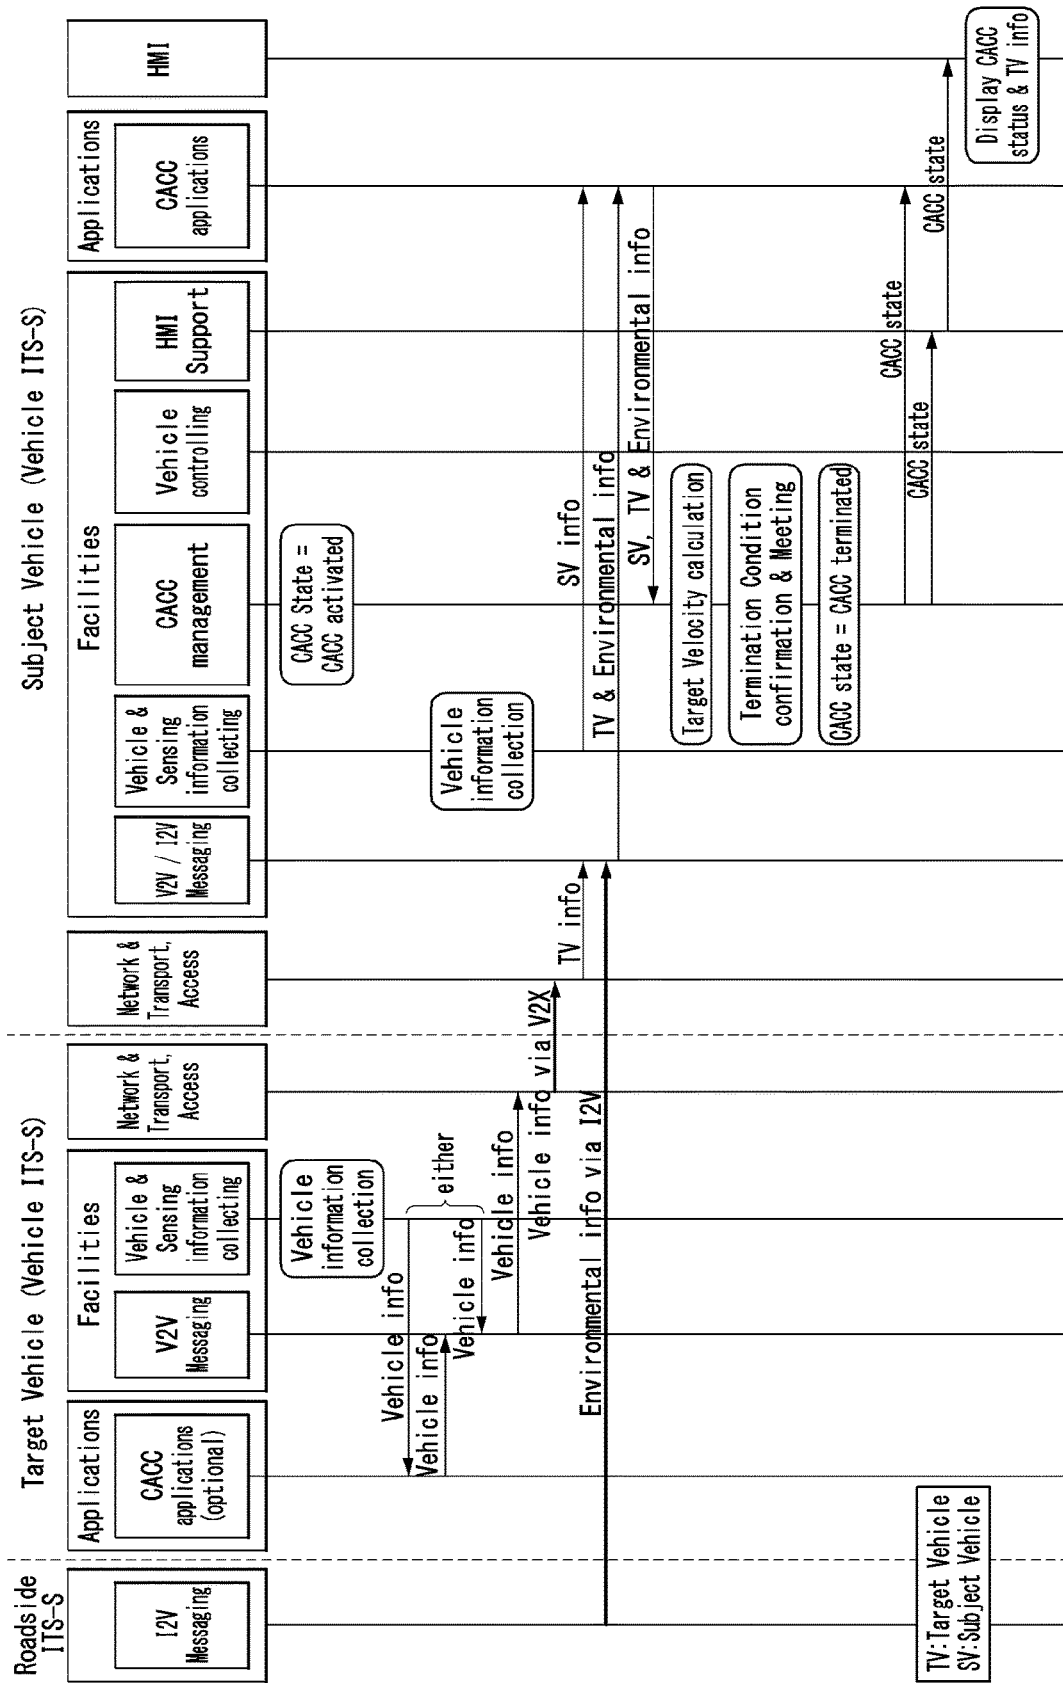 Roadside
ITS-S
I2V
Messaging
Target Vehicle (Vehicle ITS-S)
Applications
CACC
applications
(optional)
Facilities
V2V
Messaging
Vehicle &
Sensing
information
collecting
Network &
Transport,
Access
Subject Vehicle (Vehicle ITS-S)
Network &
Transport,
Access
Facilities
V2V / I2V
Messaging
Vehicle &
Sensing
information
collecting
CACC
management
Vehicle
controlling
HMI
Support
Applications
CACC
applications
HMI
Vehicle
information
collection
CACC State =
CACC activated
Vehicle info
Vehicle info
Vehicle info
either
Vehicle information
collection
Vehicle info
Vehicle info via V2X
TV info
SV info
Environmental info via I2V
TV & Environmental info
SV, TV & Environmental info
Target Velocity calculation
Termination Condition
confirmation & Meeting
CACC state = CACC terminated
CACC state
CACC state
CACC state
Display CACC
status & TV info
TV:Target Vehicle
SV:Subject Vehicle